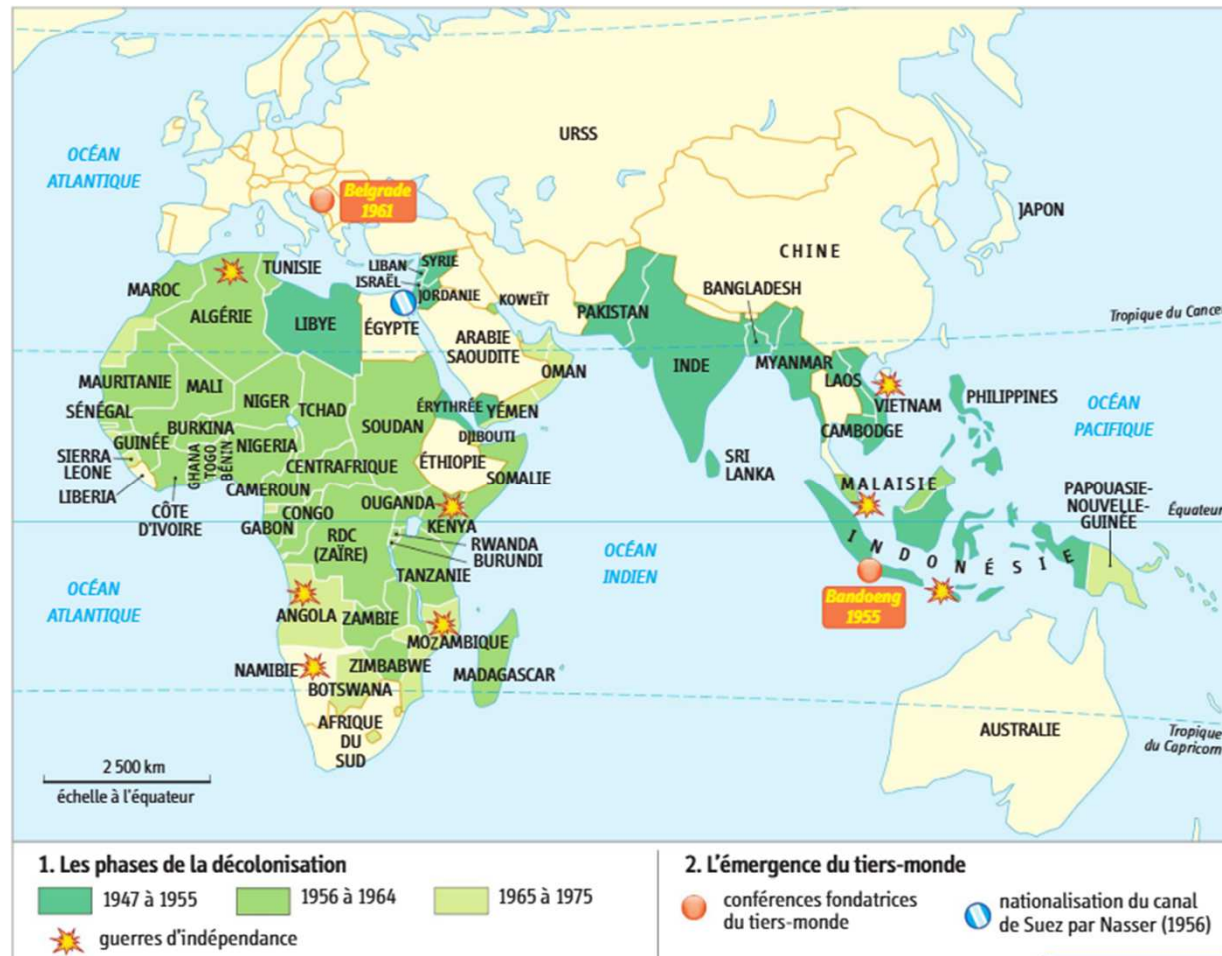 URSS
OCÉAN
ATLANTIQUE
Belgrade
1961
JAPON
CHINE
TUNISIE
LIBAN
SYRIE
ISRAËL
JORDANIE
KOWEÏT
BANGLADESH
PAKISTAN
MAROC
ALGÉRIE
LIBYE
ÉGYPTE
ARABIE
SAOUDITE
Tropique du Cancer
OMAN
INDE
MYANMAR
LAOS
MAURITANIE
MALI
NIGER
TCHAD
SOUDAN
ÉRYTHRÉE
YÉMEN
VIETNAM
PHILIPPINES
OCÉAN
PACIFIQUE
SÉNÉGAL
BURKINA
GUINÉE
NIGERIA
DJIBOUTI
CAMBODGE
SIERRA
LEONE
GHANA
TOGO
BÉNIN
CENTRAFRIQUE
ÉTHIOPIE
SOMALIE
SRI
LANKA
LIBERIA
CAMEROUN
OUGANDA
MALAISIE
PAPOUASIE-
NOUVELLE-
GUINÉE
Équateur
CÔTE
D'IVOIRE
GABON
CONGO
KENYA
RDC
(ZAÏRE)
RWANDA
BURUNDI
OCÉAN
INDIEN
INDONÉSIE
TANZANIE
OCÉAN
ATLANTIQUE
ANGOLA
ZAMBIE
Bandoeng
1955
MOZAMBIQUE
NAMIBIE
ZIMBABWE
MADAGASCAR
BOTSWANA
AFRIQUE
DU
SUD
AUSTRALIE
Tropique
du Capricorn
2 500 km
échelle à l'équateur
1. Les phases de la décolonisation
1947 à 1955
1956 à 1964
1965 à 1975
guerres d'indépendance
2. L'émergence du tiers-monde
conférences fondatrices
du tiers-monde
nationalisation du canal
de Suez par Nasser (1956)